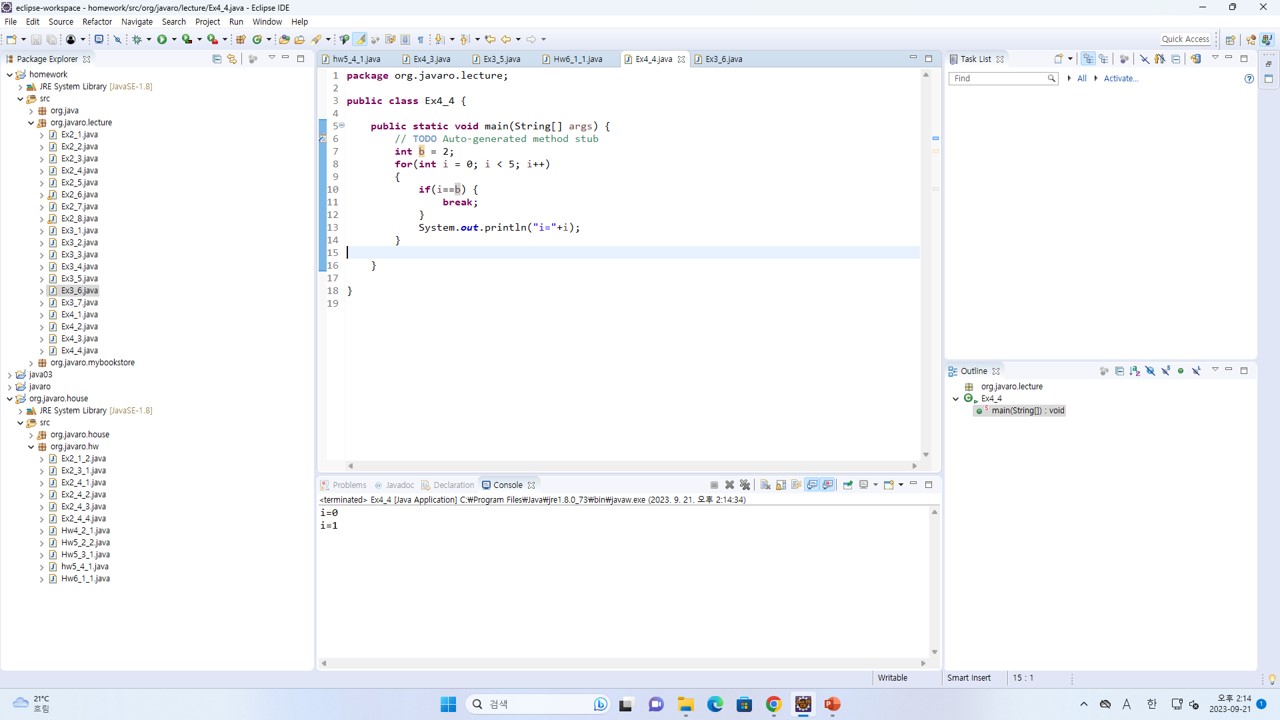 eclipse-workspace - homework/src/org/javaro/lecture/Ex4_4.java - Eclipse IDE
File Edit Source Refactor Navigate Search Project Run Window Help
Quick Access
Package Explorer
homework
JRE System Library [JavaSE-1.8]
src
org.java
org.javaro.lecture
Ex2_1.java
Ex2_2.java
Ex2_3.java
Ex2_4.java
Ex2_5.java
Ex2_6.java
Ex2_7.java
Ex2_8.java
Ex3_1.java
Ex3_2.java
Ex3_3.java
Ex3_4.java
Ex3_5.java
Ex3_6.java
Ex3_7.java
Ex4_1.java
Ex4_2.java
Ex4_3.java
Ex4_4.java
org.javaro.mybookstore
java03
javaro
org.javaro.house
JRE System Library [JavaSE-1.8]
src
org.javaro.house
org.javaro.hw
Ex2_1_2.java
Ex2_3_1.java
Ex2_4_1.java
Ex2_4_2.java
Ex2_4_3.java
Ex2_4_4.java
Hw4_2_1.java
Hw5_2_2.java
Hw5_3_1.java
hw5_4_1.java
Hw6_1_1.java
hw5_4_1.java Ex4_3.java Ex3_5.java Hw6_1_1.java Ex4_4.java Ex3_6.java
1 package org.javaro.lecture;
2
3 public class Ex4_4 {
4
5 public static void main(String[] args) {
6 // TODO Auto-generated method stub
7 int b = 2;
8 for(int i = 0; i < 5; i++)
9 {
10 if(i==b) {
11 break;
12 }
13 System.out.println("i="+i);
14 }
15
16 }
17
18 }
19
Problems Javadoc Declaration Console
<terminated> Ex4_4 [Java Application] C:₩Program Files₩Java₩jre1.8.0_73₩bin₩javaw.exe (2023. 9. 21. 오후 2:14:34)
i=0
i=1
Task List
Find All Activate...
Outline
org.javaro.lecture
Ex4_4
main(String[]) : void
Writable Smart Insert 15 : 1
21°C
흐림
검색
A 한
오후 2:14
2023-09-21